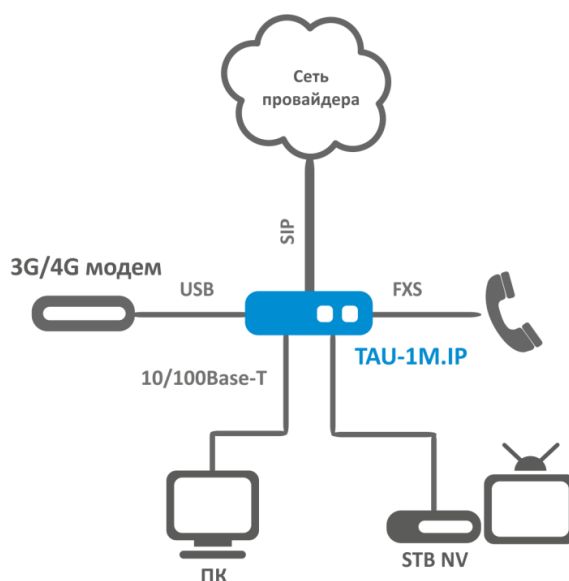 Сеть
провайдера
SIP
3G/4G модем
USB
FXS
TAU-1M.IP
10/100Base-T
ПК
STB NV